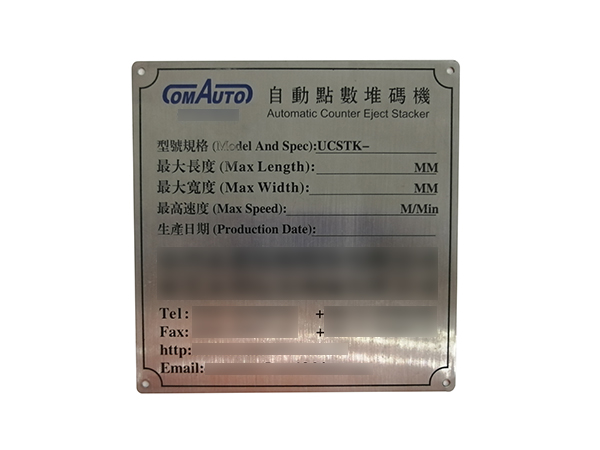 COMAUTO 自動點數堆碼機
Automatic Counter Eject Stacker
型號規格 (Model And Spec):UCSTK-
最大長度 (Max Length): MM
最大寬度 (Max Width): MM
最高速度 (Max Speed): M/Min
生產日期 (Production Date):
Tel: +
Fax: +
http:
Email: